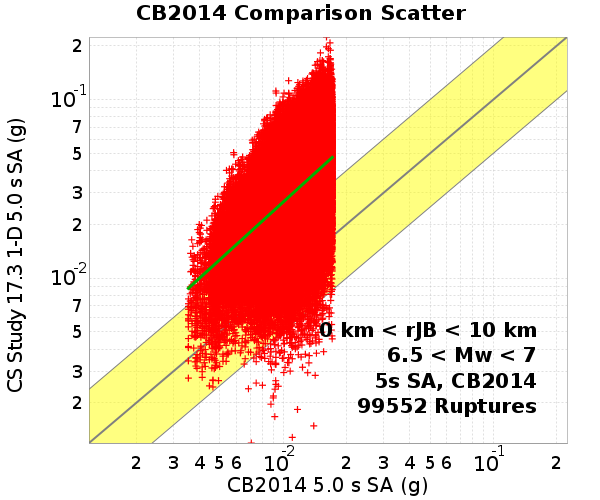 CB2014 Comparison Scatter
CS Study 17.3 1-D 5.0 s SA (g)
2
10-1
7
5
3
2
10-2
7
5
3
2
0 km < rJB < 10 km
6.5 < Mw < 7
5s SA, CB2014
99552 Ruptures
2 3 4 5 6 10-2 2 3 4 5 6 10-1 2
CB2014 5.0 s SA (g)